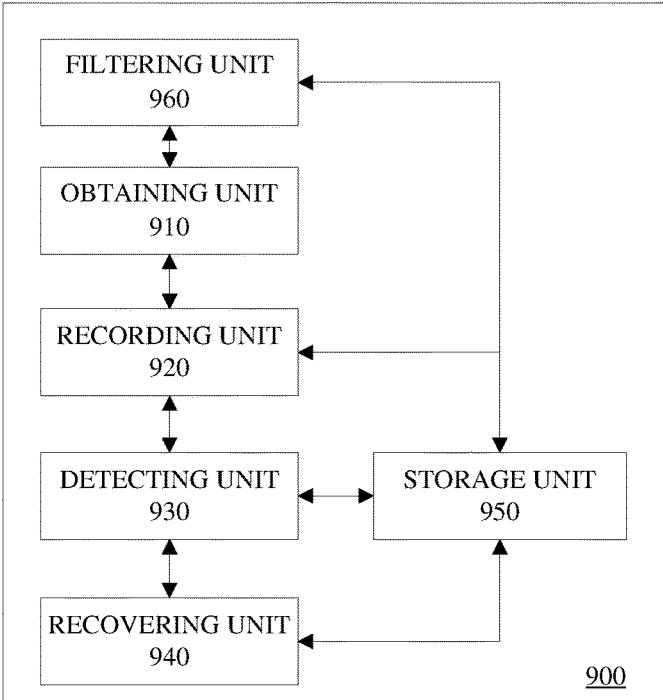 FILTERING UNIT
960
OBTAINING UNIT
910
RECORDING UNIT
920
DETECTING UNIT
930
STORAGE UNIT
950
RECOVERING UNIT
940
900